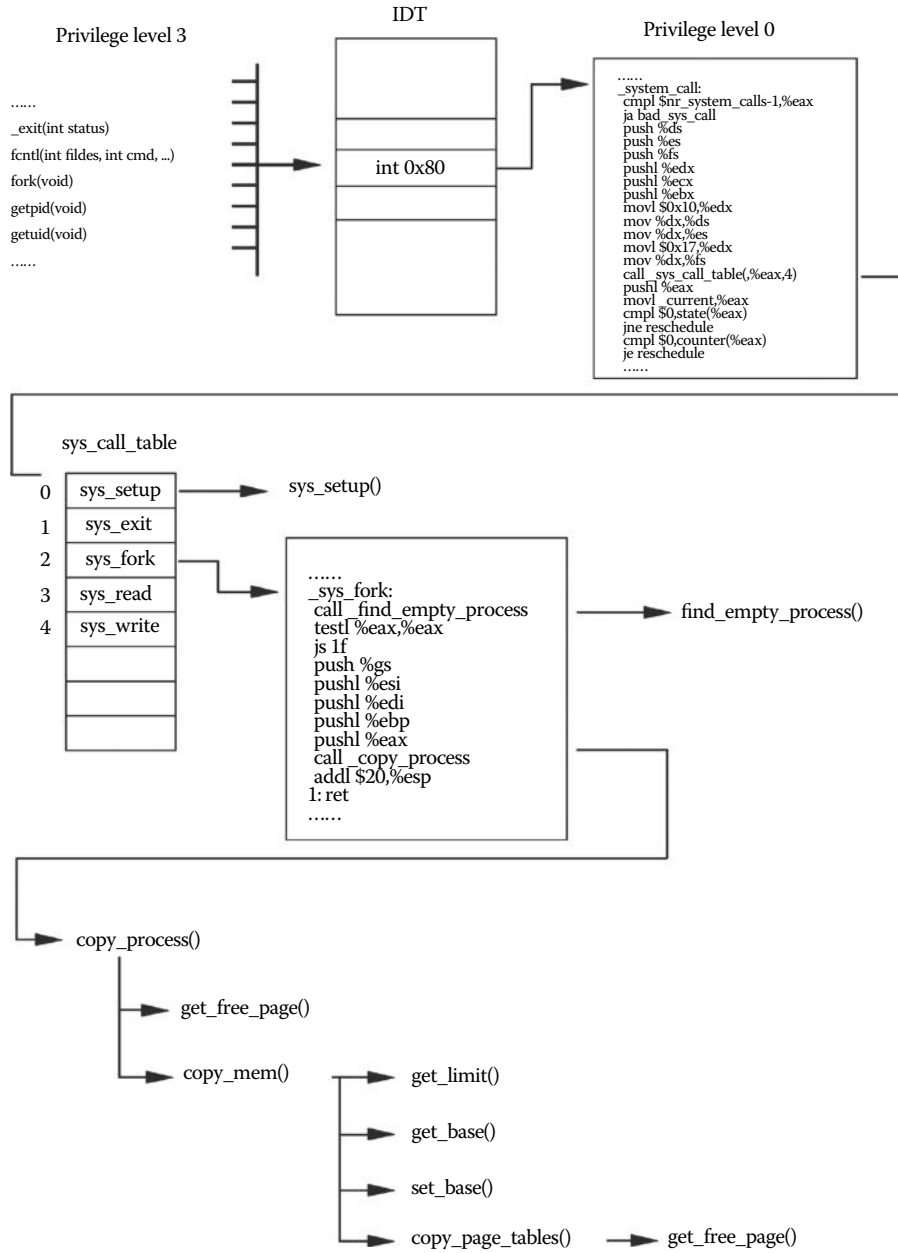 IDT
Privilege level 3
Privilege level 0
......
_exit(int status)
fcntl(int fildes, int cmd, ...)
fork(void)
getpid(void)
getuid(void)
......
int 0x80
......
_system_call:
cmpl $nr_system_calls-1,%eax
ja bad_sys_call
push %ds
push %es
push %fs
pushl %edx
pushl %ecx
pushl %ebx
movl $0x10,%edx
mov %dx,%ds
mov %dx,%es
movl $0x17,%edx
mov %dx,%fs
call _sys_call_table(,%eax,4)
pushl %eax
movl _current,%eax
cmpl $0,state(%eax)
jne reschedule
cmpl $0,counter(%eax)
je reschedule
......
sys_call_table
0 sys_setup
1 sys_exit
2 sys_fork
3 sys_read
4 sys_write
sys_setup()
......
_sys_fork:
call _find_empty_process
testl %eax,%eax
js 1f
push %gs
pushl %esi
pushl %edi
pushl %ebp
pushl %eax
call _copy_process
addl $20,%esp
1: ret
......
find_empty_process()
copy_process()
get_free_page()
copy_mem()
get_limit()
get_base()
set_base()
copy_page_tables()
get_free_page()